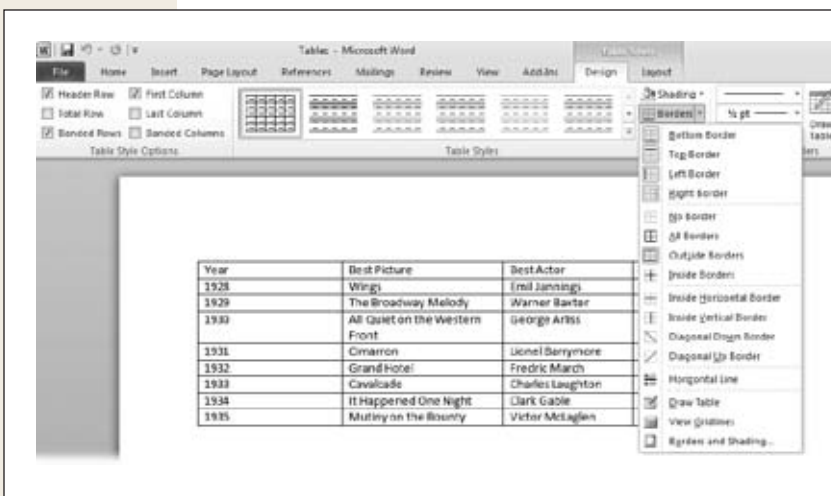 Tables - Microsoft Word
Table Tools
File Home Insert Page Layout References Mailings Review View Add-Ins Design Layout
Header Row First Column
Total Row Last Column
Banded Rows Banded Columns
Table Style Options
Table Styles
Shading
Borders
½ pt
Draw
Table
Bottom Border
Top Border
Left Border
Right Border
No Border
All Borders
Outside Borders
Inside Borders
Inside Horizontal Border
Inside Vertical Border
Diagonal Down Border
Diagonal Up Border
Horizontal Line
Draw Table
View Gridlines
Borders and Shading...
Year Best Picture Best Actor
1928 Wings Emil Jannings
1929 The Broadway Melody Warner Baxter
1930 All Quiet on the Western George Arliss
Front
1931 Cimarron Lionel Barrymore
1932 Grand Hotel Fredric March
1933 Cavalcade Charles Laughton
1934 It Happened One Night Clark Gable
1935 Mutiny on the Bounty Victor McLaglen